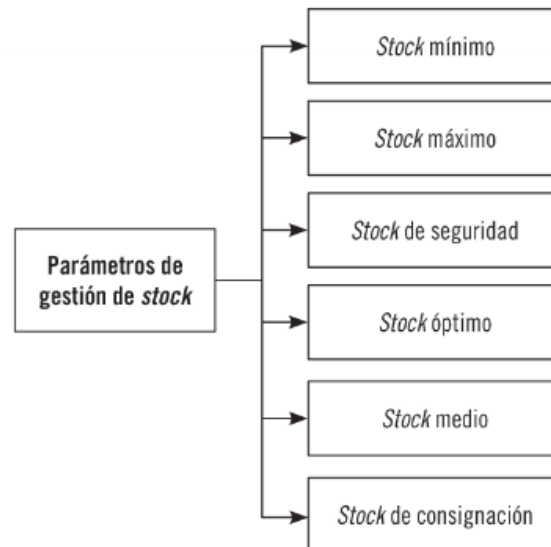 Stock mínimo
Stock máximo
Stock de seguridad
Parámetros de
gestión de stock
Stock óptimo
Stock medio
Stock de consignación